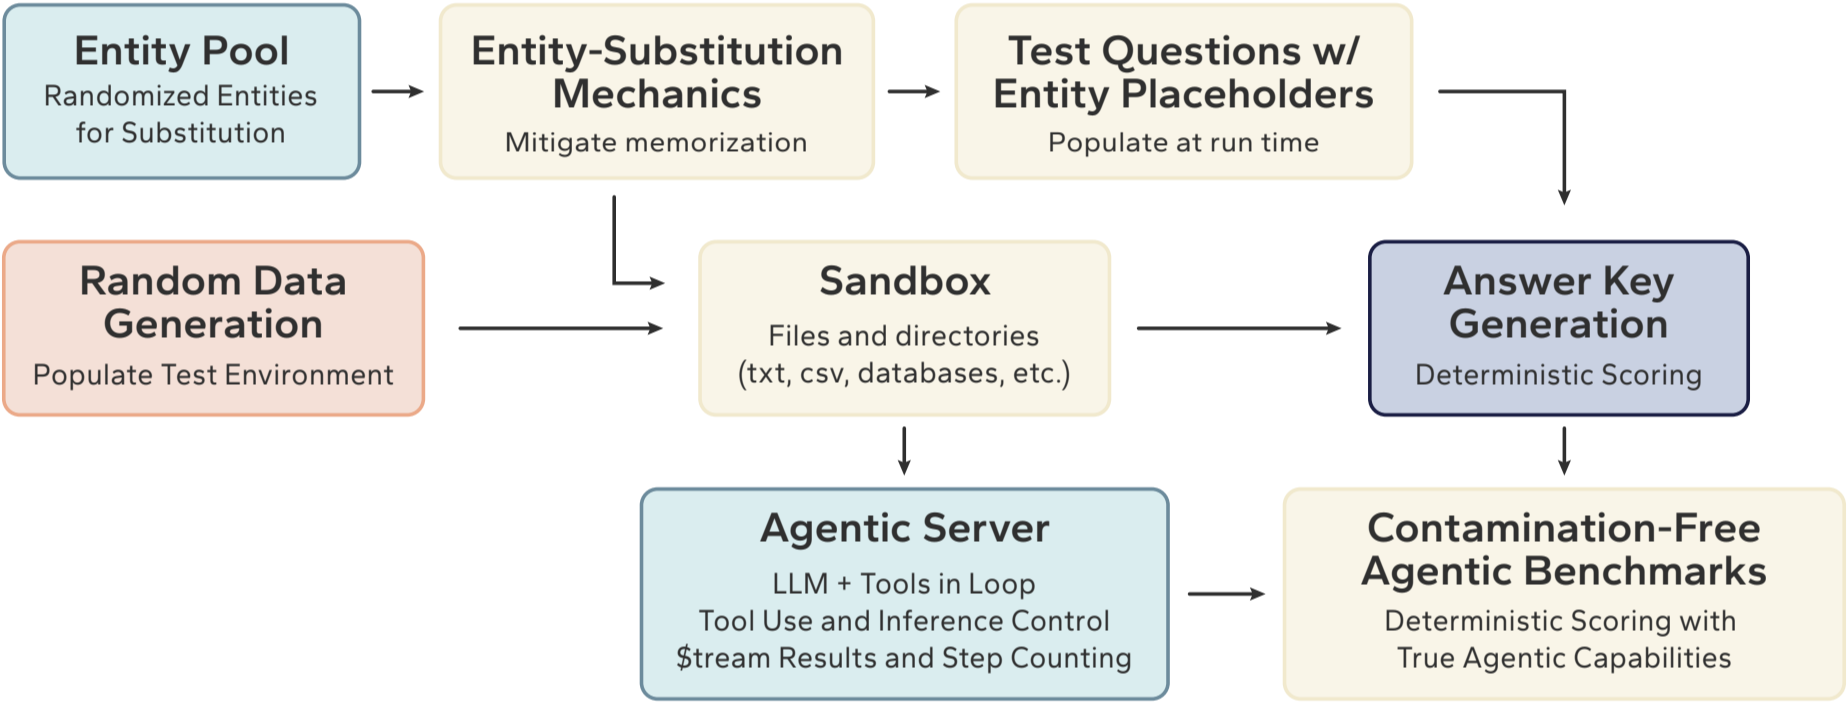 Entity Pool
Randomized Entities
for Substitution
Entity-Substitution
Mechanics
Mitigate memorization
Test Questions w/
Entity Placeholders
Populate at run time
Random Data
Generation
Populate Test Environment
Sandbox
Files and directories
(txt, csv, databases, etc.)
Answer Key
Generation
Deterministic Scoring
Agentic Server
LLM + Tools in Loop
Tool Use and Inference Control
$tream Results and Step Counting
Contamination-Free
Agentic Benchmarks
Deterministic Scoring with
True Agentic Capabilities